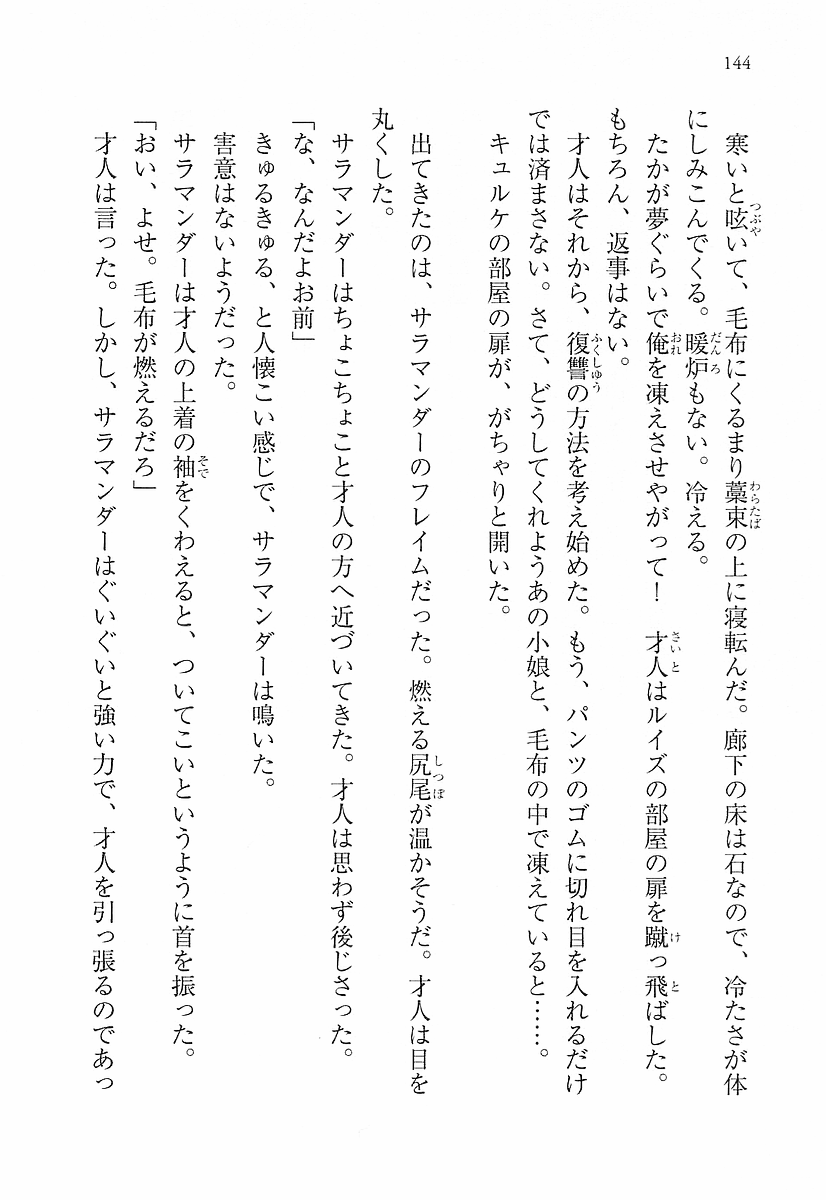 144
寒いと呟いて、毛布にくるまり藁束の上に寝転んだ。廊下の床は石なので、冷たさが体
にしみこんでくる。暖炉もない。冷える。
たかが夢ぐらいで俺を凍えさせやがって！　才人はルイズの部屋の扉を蹴っ飛ばした。
もちろん、返事はない。
才人はそれから、復讐の方法を考え始めた。もう、パンツのゴムに切れ目を入れるだけ
では済まさない。さて、どうしてくれようあの小娘と、毛布の中で凍えていると……。
キュルケの部屋の扉が、がちゃりと開いた。
出てきたのは、サラマンダーのフレイムだった。燃える尻尾が温かそうだ。才人は目を
丸くした。
サラマンダーはちょこちょこと才人の方へ近づいてきた。才人は思わず後じさった。
「な、なんだよお前」
きゅるきゅる、と人懐こい感じで、サラマンダーは鳴いた。
害意はないようだった。
サラマンダーは才人の上着の袖をくわえると、ついてこいというように首を振った。
「おい、よせ。毛布が燃えるだろ」
才人は言った。しかし、サラマンダーはぐいぐいと強い力で、才人を引っ張るのであっ